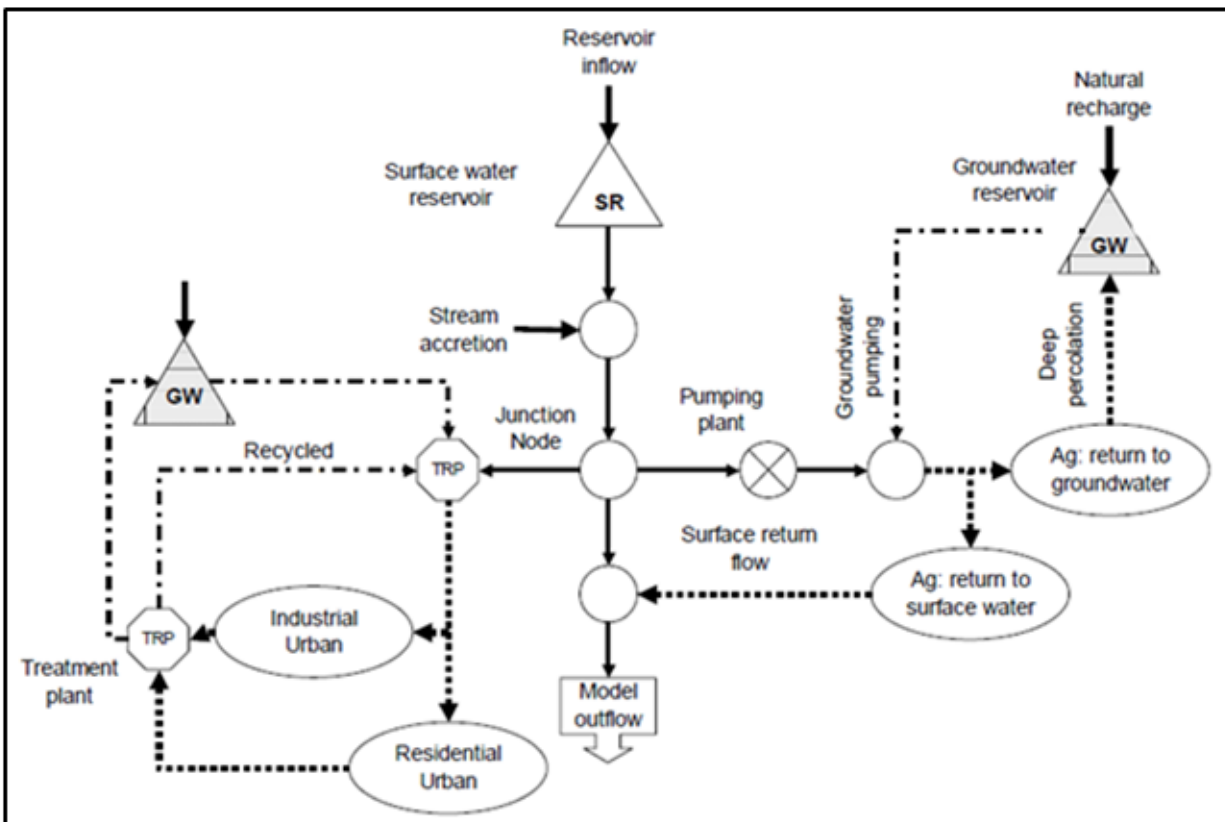 Reservoir
inflow
Natural
recharge
Surface water
reservoir
SR
Groundwater
reservoir
GW
Stream
accretion
Groundwater
pumping
Deep
percolation
GW
Junction
Node
Pumping
plant
Recycled
TRP
Ag: return to
groundwater
Surface return
flow
Ag: return to
surface water
TRP
Industrial
Urban
Treatment
plant
Model
outflow
Residential
Urban